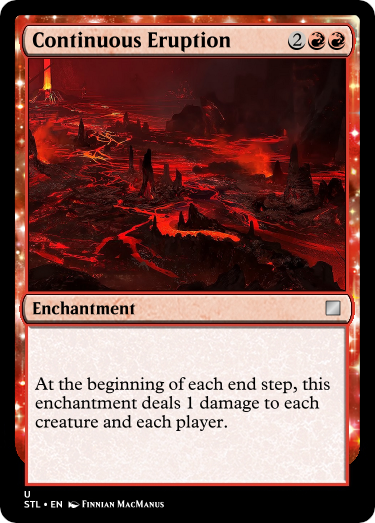 Continuous Eruption 2
Enchantment
At the beginning of each end step, this
enchantment deals 1 damage to each
creature and each player.
U
STL • EN Finnian MacManus